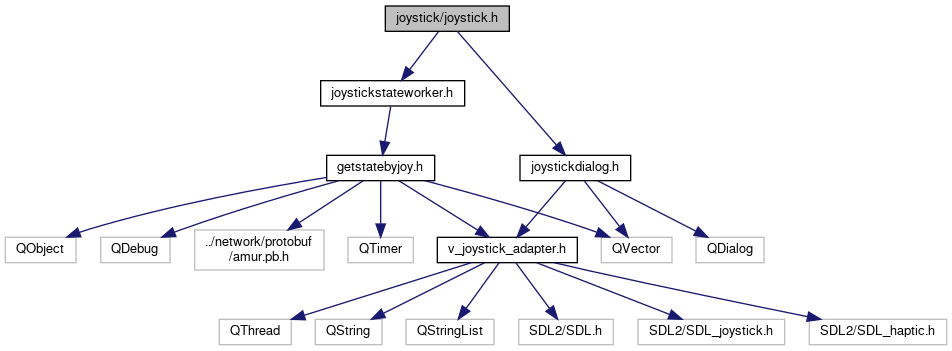 joystick/joystick.h
joystickstateworker.h
getstatebyjoy.h
joystickdialog.h
QObject
QDebug
../network/protobuf
/amur.pb.h
QTimer
v_joystick_adapter.h
QVector
QDialog
QThread
QString
QStringList
SDL2/SDL.h
SDL2/SDL_joystick.h
SDL2/SDL_haptic.h